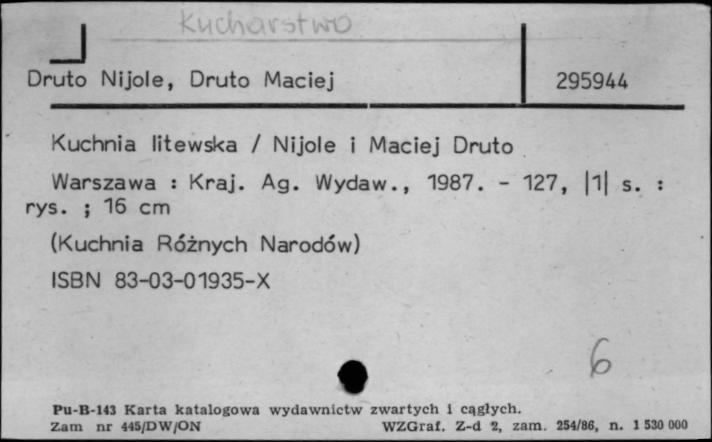 Kucharstwo
Druto Nijole, Druto Maciej 295944
Kuchnia litewska / Nijole i Maciej Druto
Warszawa : Kraj. Ag. Wydaw., 1987. - 127, |1| s. :
rys. ; 16 cm
(Kuchnia Różnych Narodów)
ISBN 83-03-01935-X
6
Pu-B-143 Karta katalogowa wydawnictw zwartych i cągłych.
Zam nr 445/DW/ON WZGraf. Z-d 2, zam. 254/86, n. 1 530 000